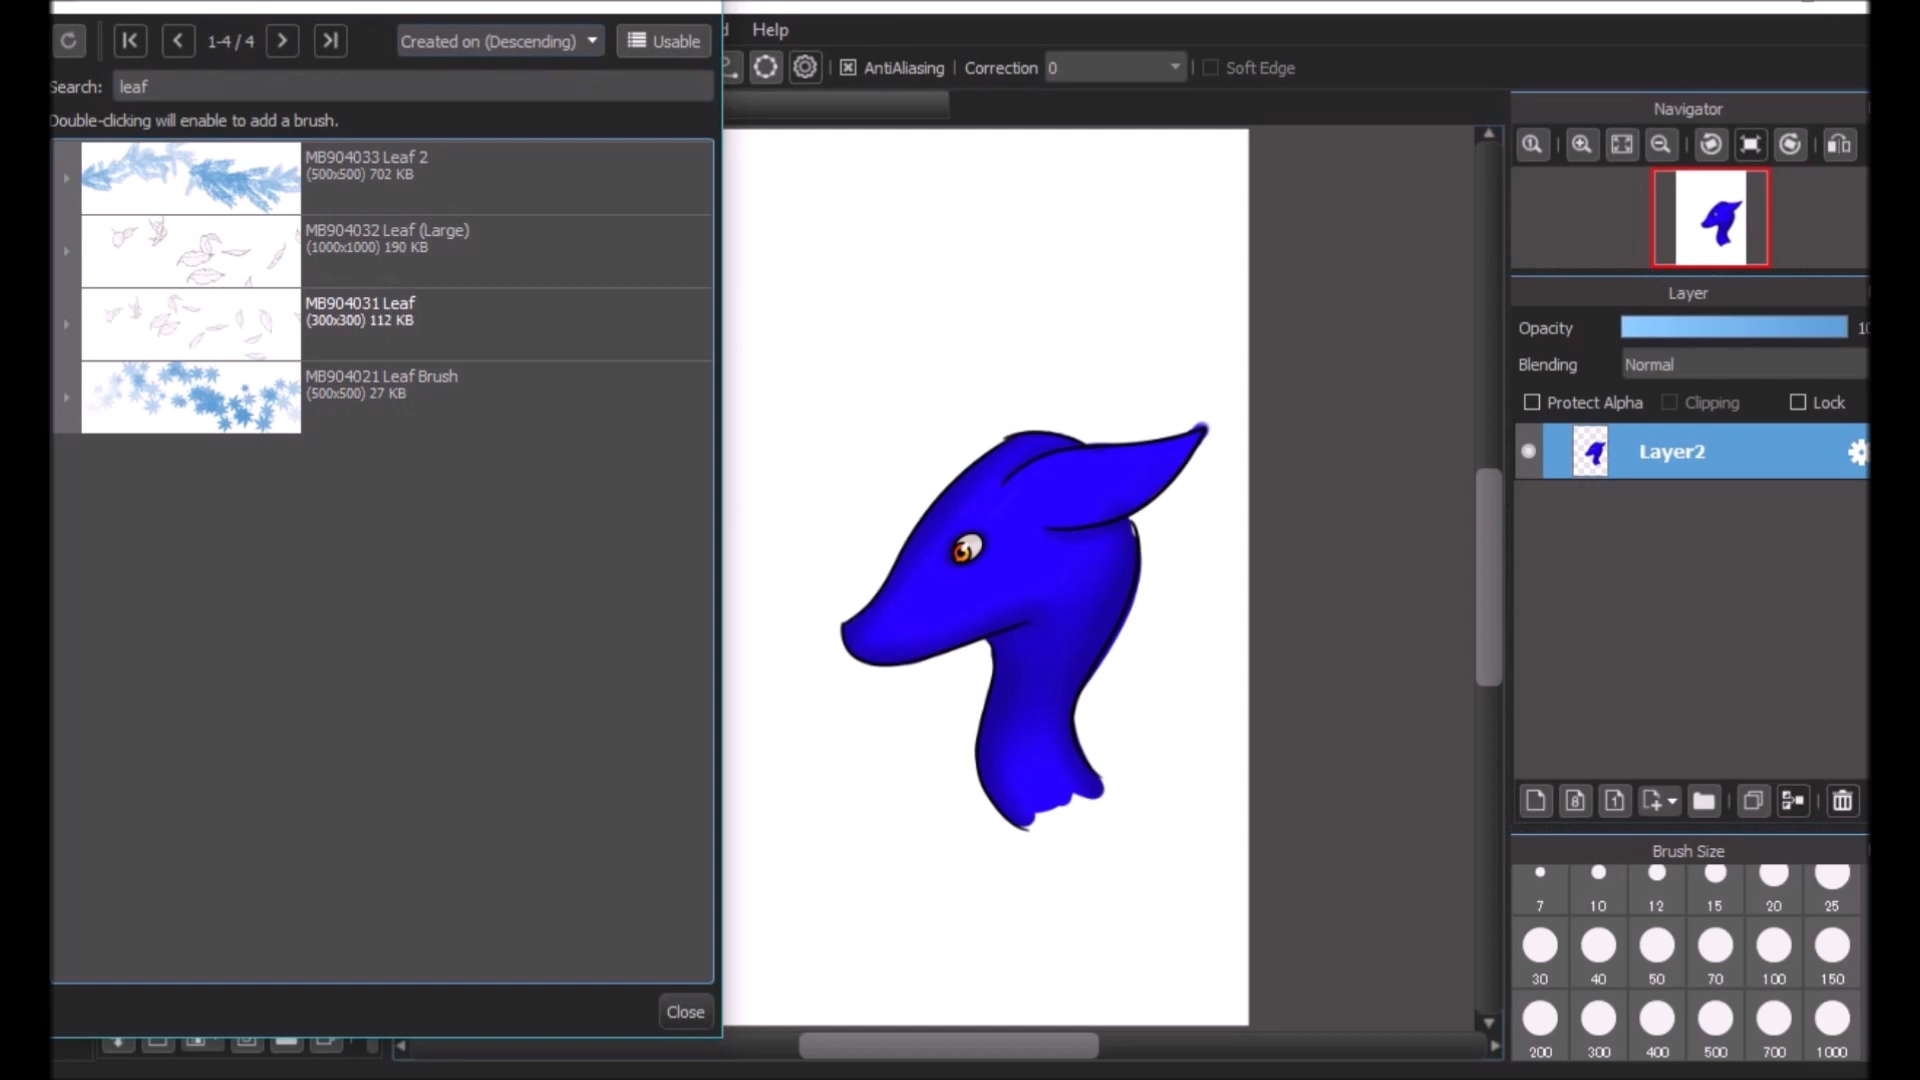 1-4 / 4
Created on (Descending)
Usable
Search: leaf
Double-clicking will enable to add a brush.
MB904033 Leaf 2
(500x500) 702 KB
MB904032 Leaf (Large)
(1000x1000) 190 KB
MB904031 Leaf
(300x300) 112 KB
MB904021 Leaf Brush
(500x500) 27 KB
Close
Help
AntiAliasing
Correction 0
Soft Edge
Navigator
Layer
Opacity
Blending Normal
Protect Alpha
Clipping
Lock
Layer2
8
1
Brush Size
7 10 12 15 20 25
30 40 50 70 100 150
200 300 400 500 700 1000